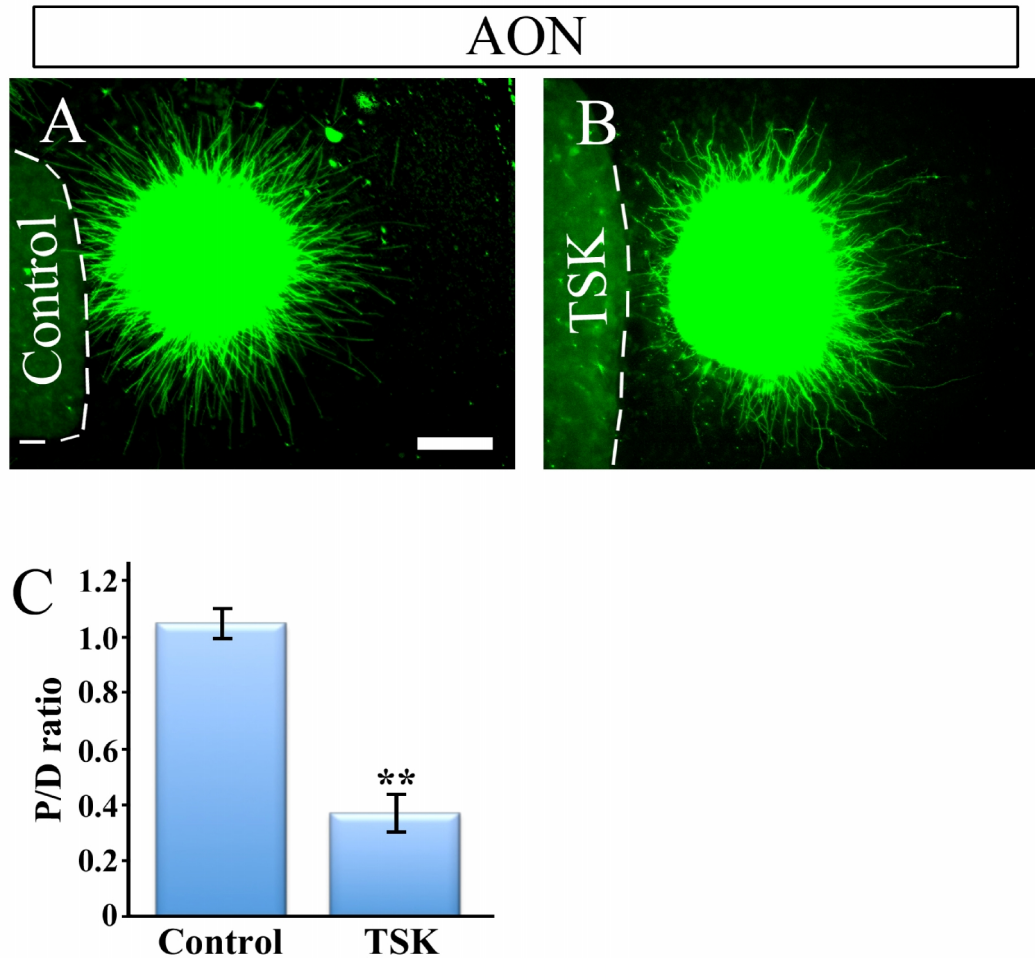 AON
A
Control
B
TSK
C
P/D ratio
1.2
1.0
0.8
0.6
0.4
0.2
0
**
Control
TSK